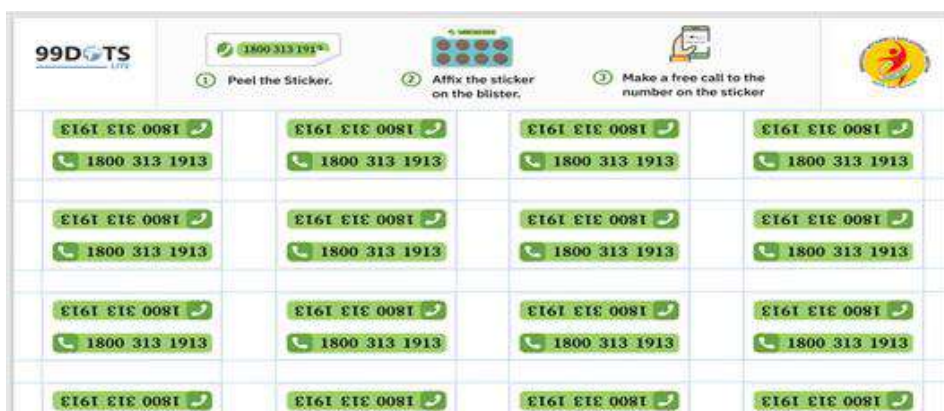 99DOTS
LITE
1800 313 1913
1 Peel the Sticker.
2 Affix the sticker
on the blister.
3 Make a free call to the
number on the sticker
1800 313 1913 1800 313 1913 1800 313 1913 1800 313 1913
1800 313 1913 1800 313 1913 1800 313 1913 1800 313 1913
1800 313 1913 1800 313 1913 1800 313 1913 1800 313 1913
1800 313 1913 1800 313 1913 1800 313 1913 1800 313 1913
1800 313 1913 1800 313 1913 1800 313 1913 1800 313 1913
1800 313 1913 1800 313 1913 1800 313 1913 1800 313 1913
1800 313 1913 1800 313 1913 1800 313 1913 1800 313 1913